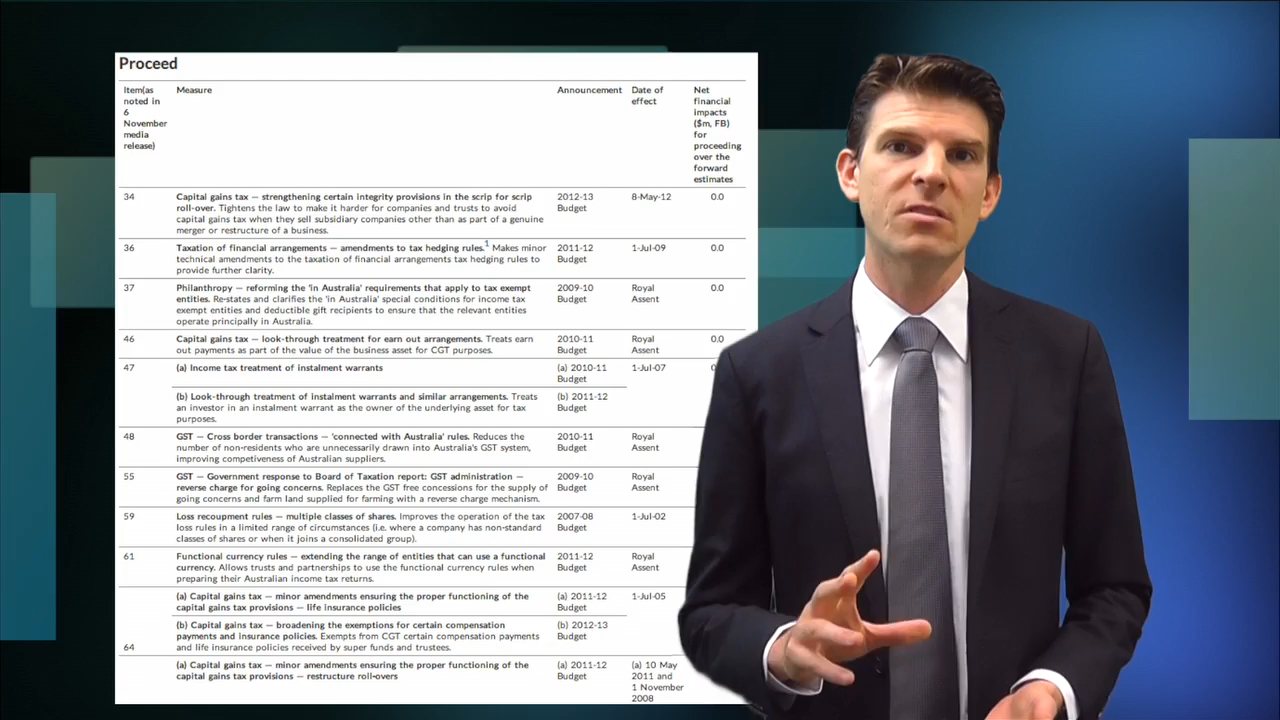 Proceed
Item(as
noted in
6
November
media
release)
Measure
Announcement
Date of
effect
Net
financial
impacts
($m, FB)
for
proceeding
over the
forward
estimates
34
Capital gains tax — strengthening certain integrity provisions in the scrip for scrip
roll-over. Tightens the law to make it harder for companies and trusts to avoid
capital gains tax when they sell subsidiary companies other than as part of a genuine
merger or restructure of a business.
2012-13
Budget
8-May-12
0.0
36
Taxation of financial arrangements — amendments to tax hedging rules.1 Makes minor
technical amendments to the taxation of financial arrangements tax hedging rules to
provide further clarity.
2011-12
Budget
1-Jul-09
0.0
37
Philanthropy — reforming the 'in Australia' requirements that apply to tax exempt
entities. Re-states and clarifies the 'in Australia' special conditions for income tax
exempt entities and deductible gift recipients to ensure that the relevant entities
operate principally in Australia.
2009-10
Budget
Royal
Assent
0.0
46
Capital gains tax — look-through treatment for earn out arrangements. Treats earn
out payments as part of the value of the business asset for CGT purposes.
2010-11
Budget
Royal
Assent
0.0
47
(a) Income tax treatment of instalment warrants
(a) 2010-11
Budget
1-Jul-07
(b) Look-through treatment of instalment warrants and similar arrangements. Treats
an investor in an instalment warrant as the owner of the underlying asset for tax
purposes.
(b) 2011-12
Budget
48
GST — Cross border transactions — 'connected with Australia' rules. Reduces the
number of non-residents who are unnecessarily drawn into Australia's GST system,
improving competiveness of Australian suppliers.
2010-11
Budget
Royal
Assent
55
GST — Government response to Board of Taxation report: GST administration —
reverse charge for going concerns. Replaces the GST free concessions for the supply of
going concerns and farm land supplied for farming with a reverse charge mechanism.
2009-10
Budget
Royal
Assent
59
Loss recoupment rules — multiple classes of shares. Improves the operation of the tax
loss rules in a limited range of circumstances (i.e. where a company has non-standard
classes of shares or when it joins a consolidated group).
2007-08
Budget
1-Jul-02
61
Functional currency rules — extending the range of entities that can use a functional
currency. Allows trusts and partnerships to use the functional currency rules when
preparing their Australian income tax returns.
2011-12
Budget
Royal
Assent
(a) Capital gains tax — minor amendments ensuring the proper functioning of the
capital gains tax provisions — life insurance policies
(a) 2011-12
Budget
1-Jul-05
64
(b) Capital gains tax — broadening the exemptions for certain compensation
payments and insurance policies. Exempts from CGT certain compensation payments
and life insurance policies received by super funds and trustees.
(b) 2012-13
Budget
(a) Capital gains tax — minor amendments ensuring the proper functioning of the
capital gains tax provisions — restructure roll-overs
(a) 2011-12
Budget
(a) 10 May
2011 and
1 November
2008